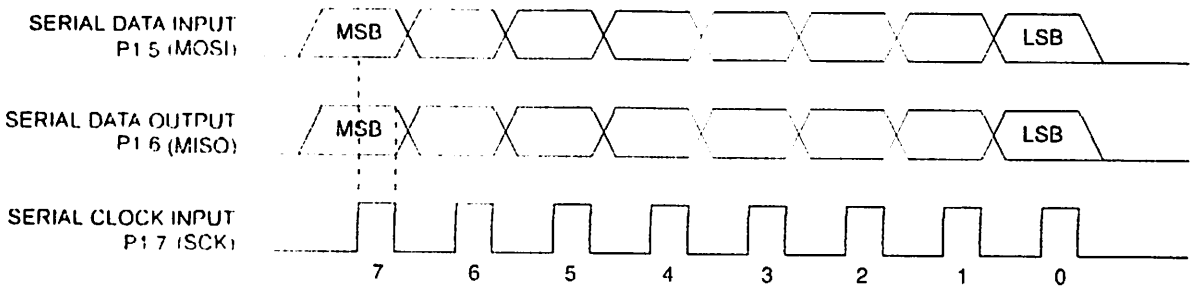 SERIAL DATA INPUT
P1 5 (MOSI)
MSB
LSB
SERIAL DATA OUTPUT
P1 6 (MISO)
MSB
LSB
SERIAL CLOCK INPUT
P1 7 (SCK)
7 6 5 4 3 2 1 0